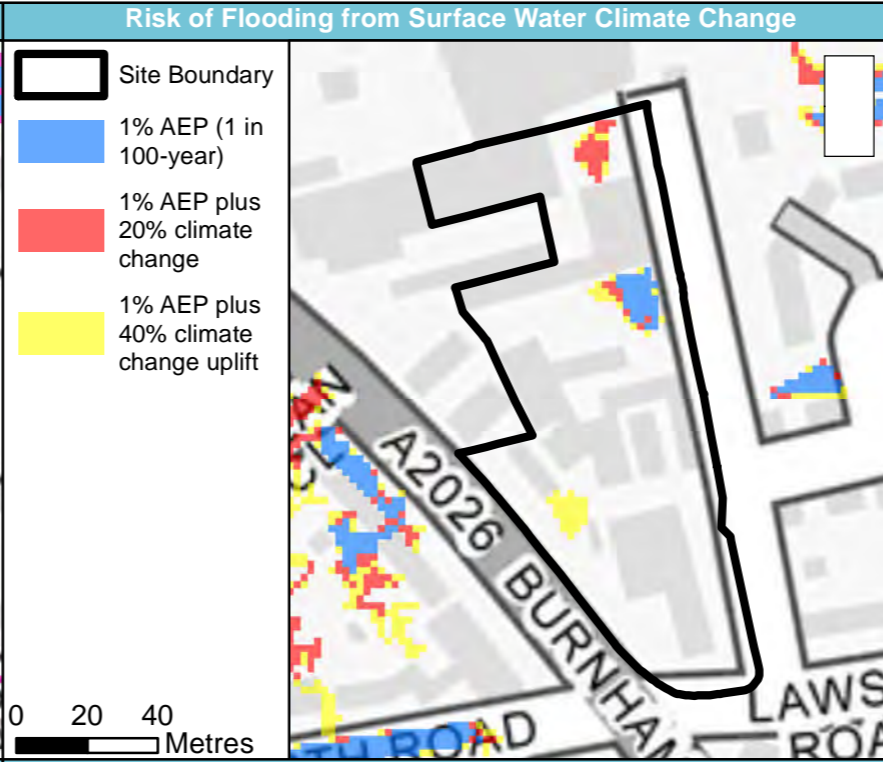 Risk of Flooding from Surface Water Climate Change
Site Boundary
1% AEP (1 in
100-year)
1% AEP plus
20% climate
change
1% AEP plus
40% climate
change uplift
0 20 40
Metres
A2026
BURNHAM
LAWS
ROA
TH ROAD